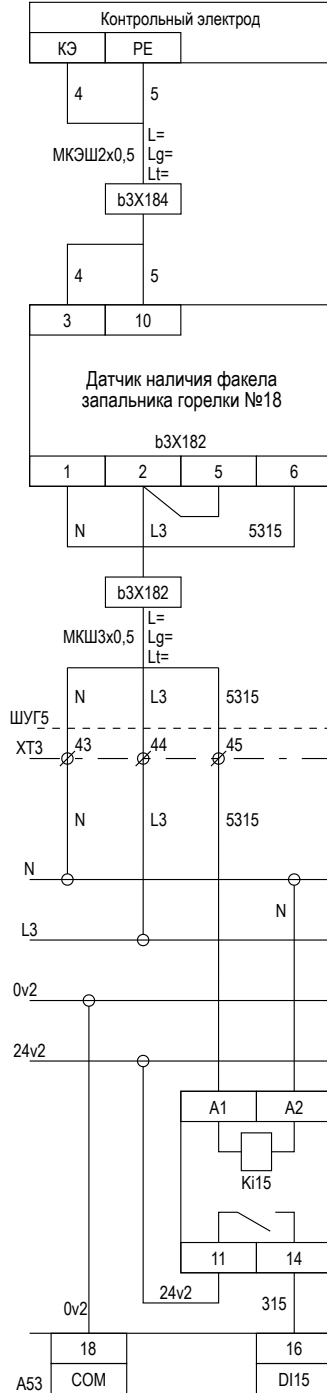 Контрольный электрод
КЭ PE
4 5
МКЭШ2x0,5
L=
Lg=
Lt=
b3X184
4 5
3 10
Датчик наличия факела
запальника горелки №18
b3X182
1 2 5 6
N L3 5315
b3X182
МКШ3x0,5
L=
Lg=
Lt=
N L3 5315
ШУГ5
XT3 43 44 45
N L3 5315
N
N
L3
0v2
24v2
A1 A2
Ki15
11 14
0v2 24v2 315
18 16
A53 COM DI15